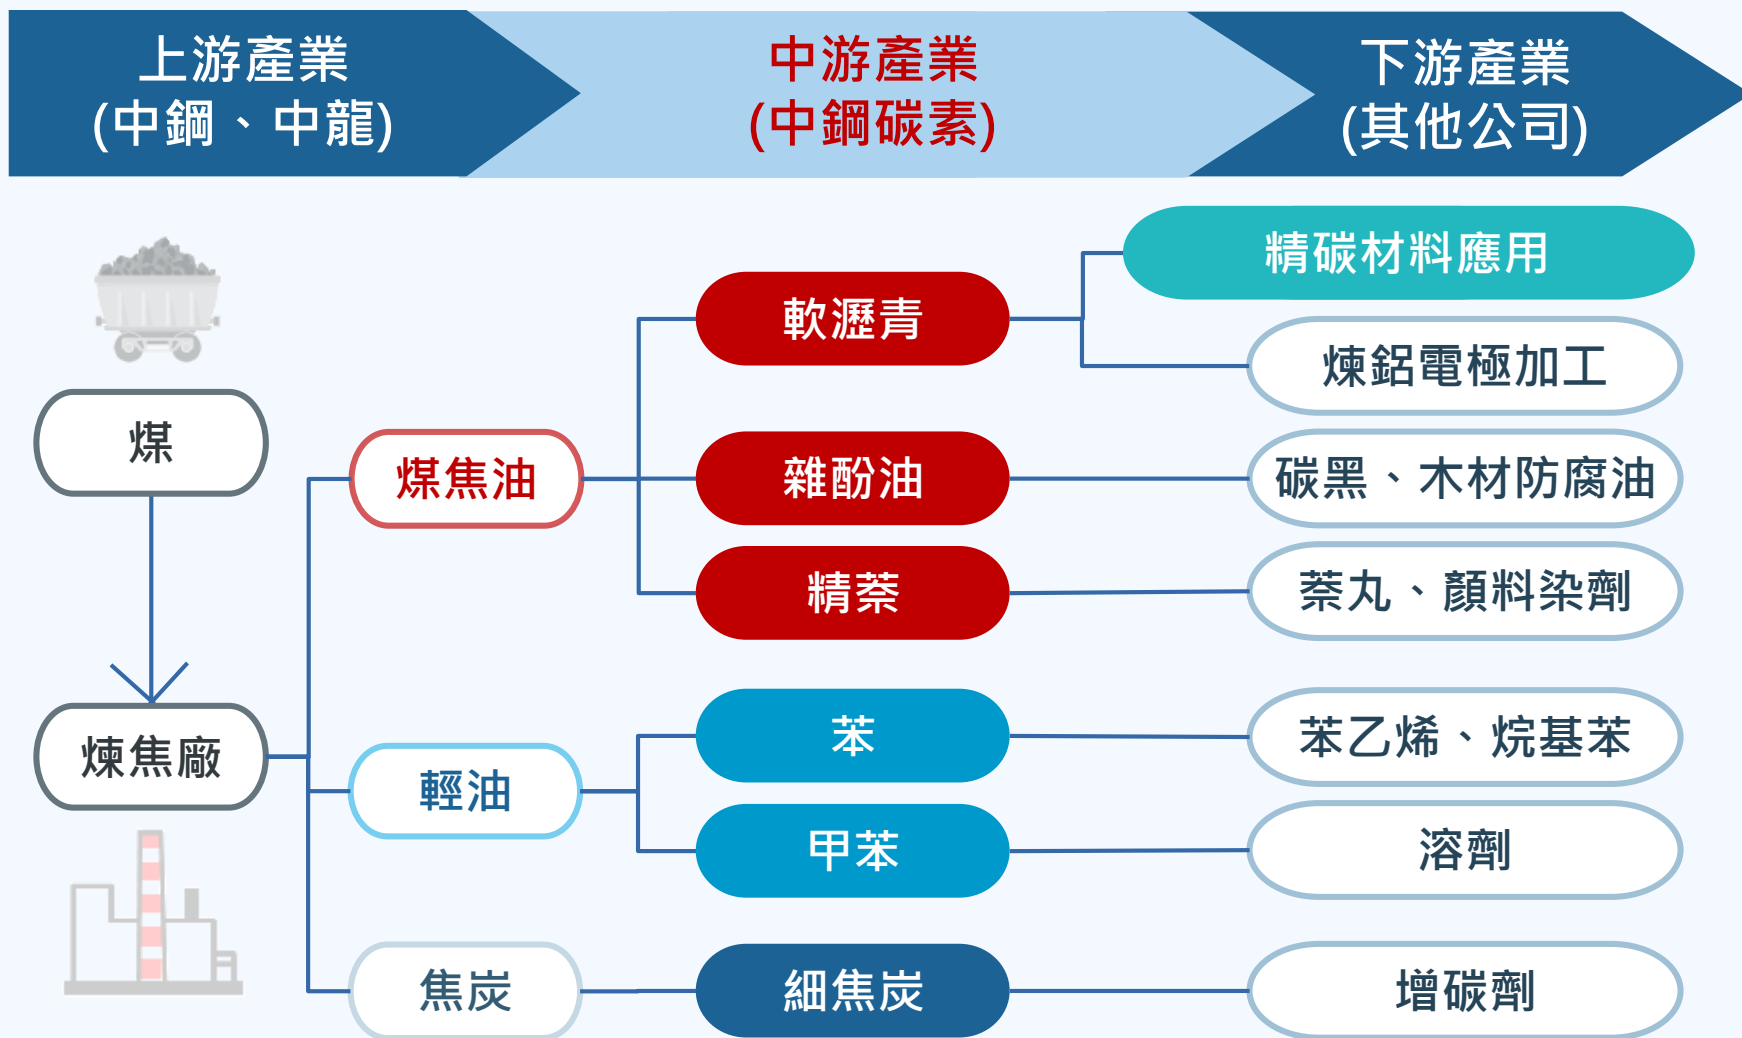 上游產業
(中鋼、中龍)
中游產業
(中鋼碳素)
下游產業
(其他公司)
煤
煉焦廠
煤焦油
輕油
焦炭
軟瀝青
雜酚油
精萘
苯
甲苯
細焦炭
精碳材料應用
煉鋁電極加工
碳黑、木材防腐油
萘丸、顏料染劑
苯乙烯、烷基苯
溶劑
增碳劑